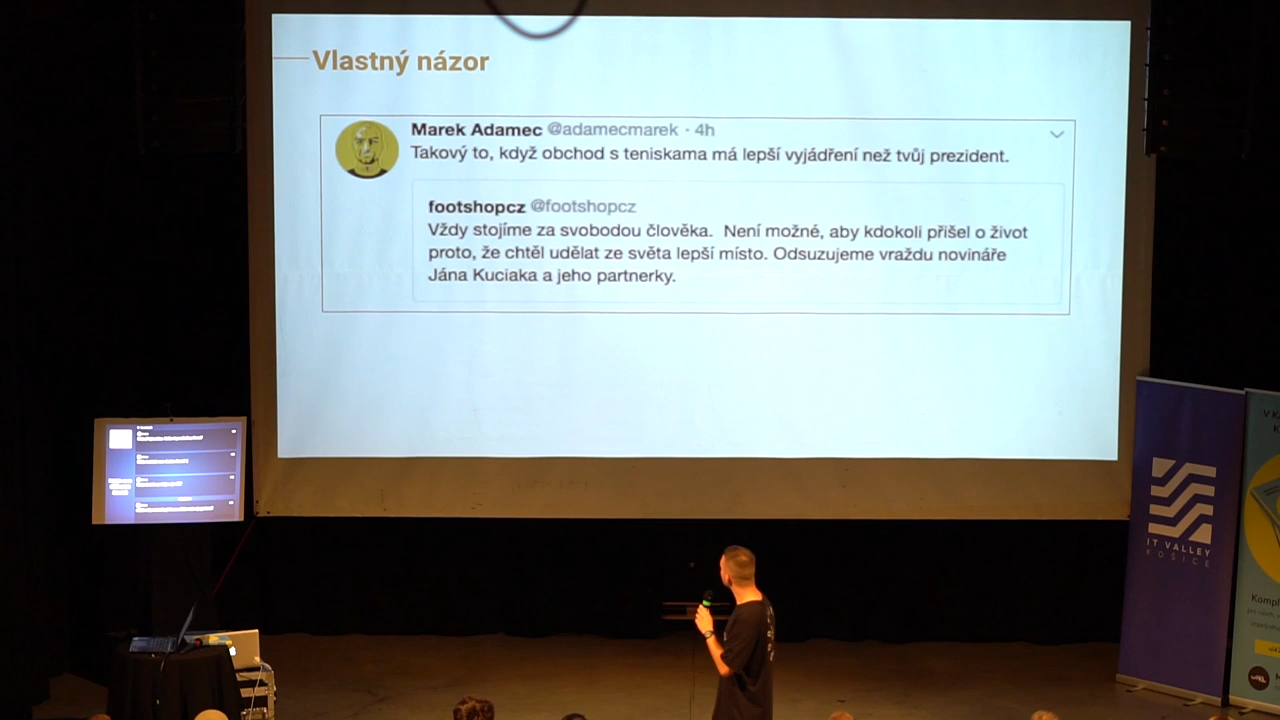 Vlastný názor
Marek Adamec @adamecmarek · 4h
Takový to, když obchod s teniskama má lepší vyjádření než tvůj prezident.
footshopcz @footshopcz
Vždy stojíme za svobodou člověka. Není možné, aby kdokoli přišel o život
proto, že chtěl udělat ze světa lepší místo. Odsuzujeme vraždu novináře
Jána Kuciaka a jeho partnerky.
IT VALLEY
KOŠICE
Kompl